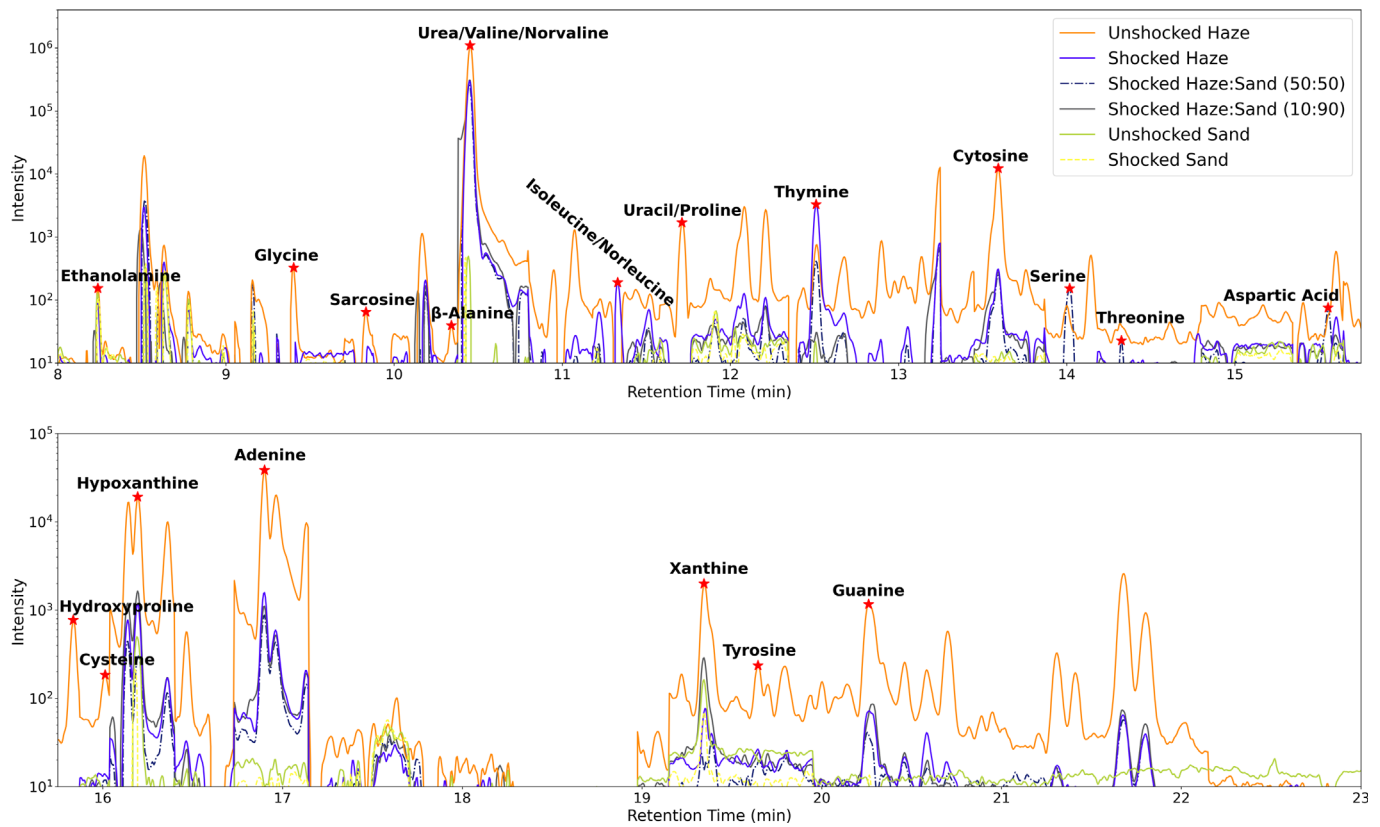 Urea/Valine/Norvaline
Unshocked Haze
Shocked Haze
Shocked Haze:Sand (50:50)
Shocked Haze:Sand (10:90)
Unshocked Sand
Shocked Sand
Cytosine
Isoleucine/Norleucine
Thymine
Uracil/Proline
Glycine
Ethanolamine
Serine
Sarcosine
Aspartic Acid
β-Alanine
Threonine
10⁶
10⁵
10⁴
10³
10²
10¹
Intensity
8 9 10 11 12 13 14 15
Retention Time (min)
Adenine
Hypoxanthine
Xanthine
Hydroxyproline
Guanine
Cysteine
Tyrosine
10⁵
10⁴
10³
10²
10¹
Intensity
16 17 18 19 20 21 22 23
Retention Time (min)